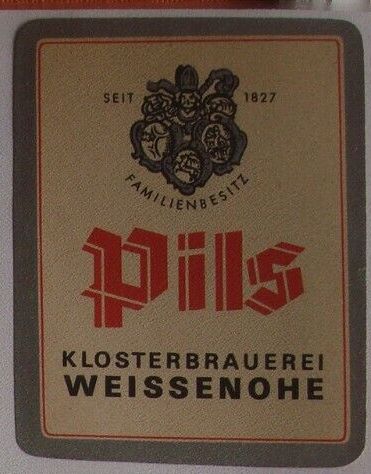 SEIT 1827
FAMILIENBESITZ
Pils
KLOSTERBRAUEREI
WEISSENOHE